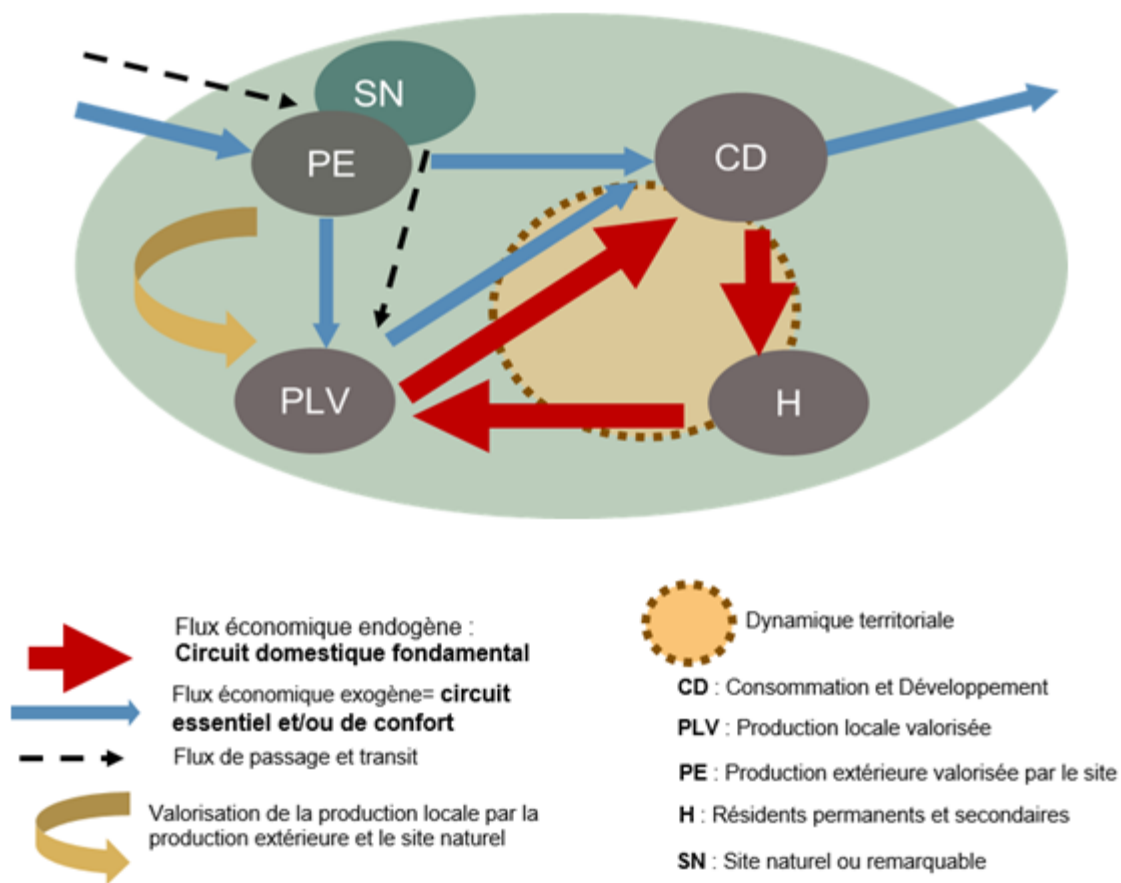 SN
PE
CD
PLV
H
Flux économique endogène :
Circuit domestique fondamental
Flux économique exogène= circuit
essentiel et/ou de confort
Flux de passage et transit
Valorisation de la production locale par la
production extérieure et le site naturel
Dynamique territoriale
CD : Consommation et Développement
PLV : Production locale valorisée
PE : Production extérieure valorisée par le site
H : Résidents permanents et secondaires
SN : Site naturel ou remarquable